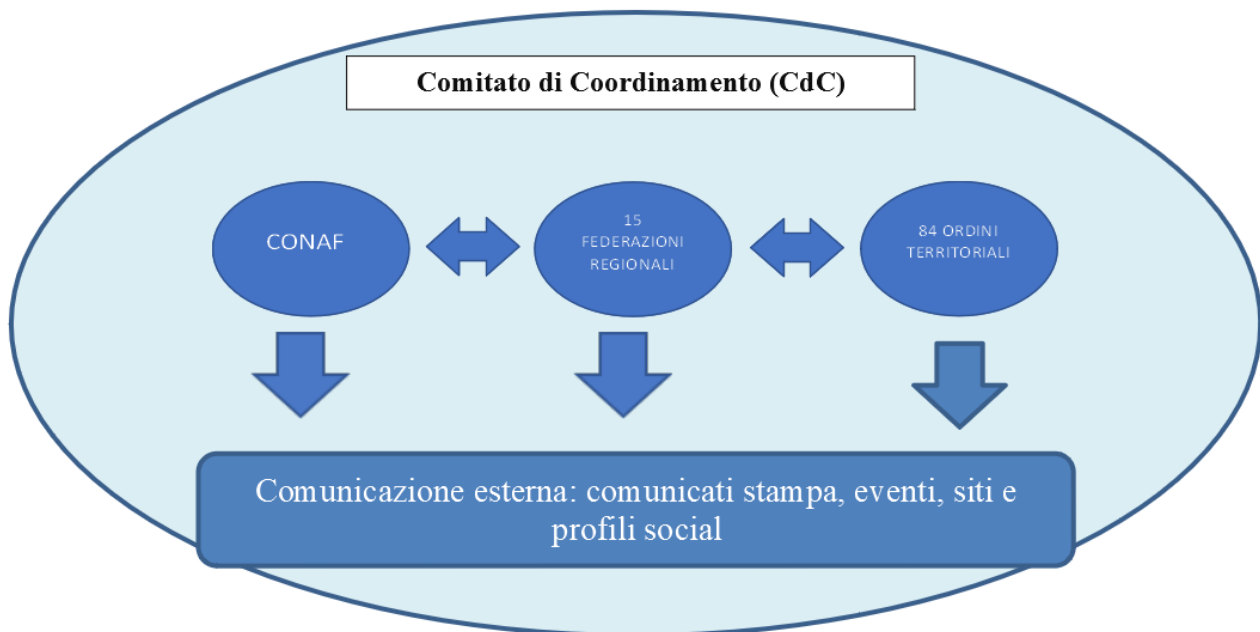 Comitato di Coordinamento (CdC)
CONAF
15
FEDERAZIONI
REGIONALI
84 ORDINI
TERRITORIALI
Comunicazione esterna: comunicati stampa, eventi, siti e
profili social